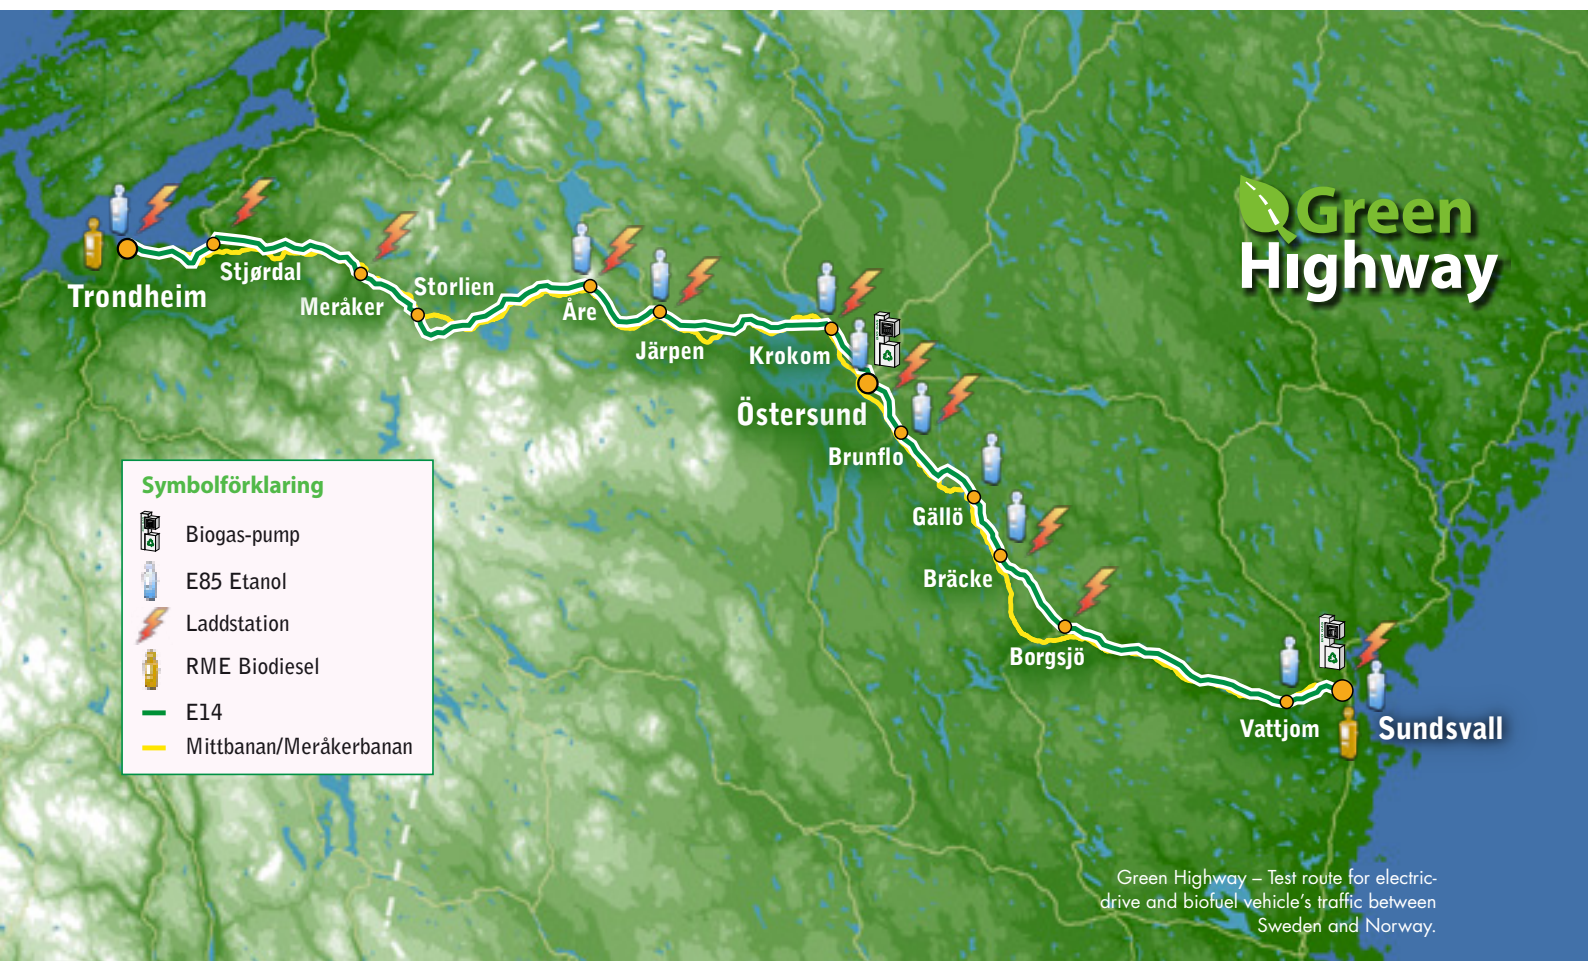 Green
Highway
Trondheim
Stjørdal
Meråker
Storlien
Åre
Järpen
Krokom
Östersund
Brunflo
Gällö
Bräcke
Borgsjö
Vattjom
Sundsvall
Symbolförklaring
Biogas-pump
E85 Etanol
Laddstation
RME Biodiesel
E14
Mittbanan/Meråkerbanan
Green Highway – Test route for electric-
drive and biofuel vehicle's traffic between
Sweden and Norway.